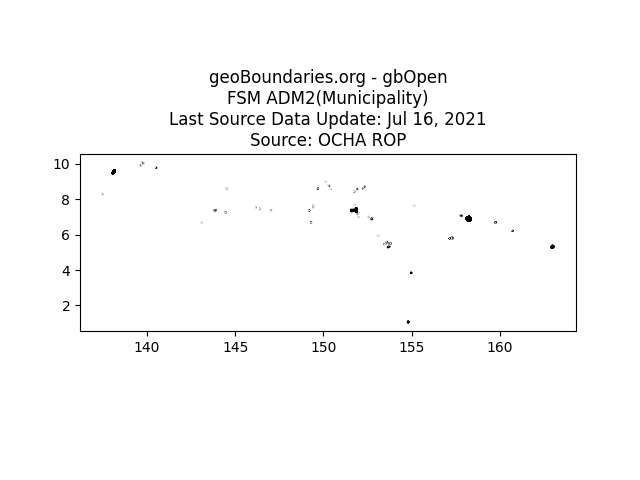 geoBoundaries.org - gbOpen
FSM ADM2(Municipality)
Last Source Data Update: Jul 16, 2021
Source: OCHA ROP
10
8
6
4
2
140 145 150 155 160